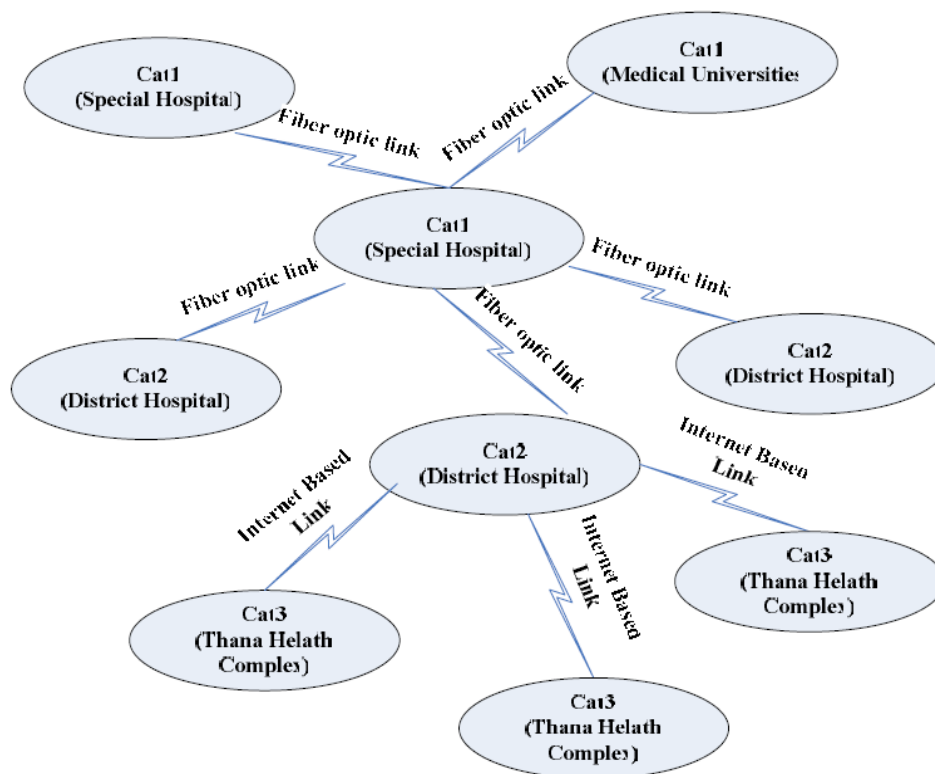 Cat1
(Special Hospital)
Cat1
(Medical Universities
Fiber optic link
Fiber optic link
Cat1
(Special Hospital)
Fiber optic link
Fiber optic link
Fiber optic link
Cat2
(District Hospital)
Cat2
(District Hospital)
Cat2
(District Hospital)
Internet Based
Link
Internet Based
Link
Internet Based
Link
Cat3
(Thana Helath
Complex)
Cat3
(Thana Helath
Complex)
Cat3
(Thana Helath
Complex)